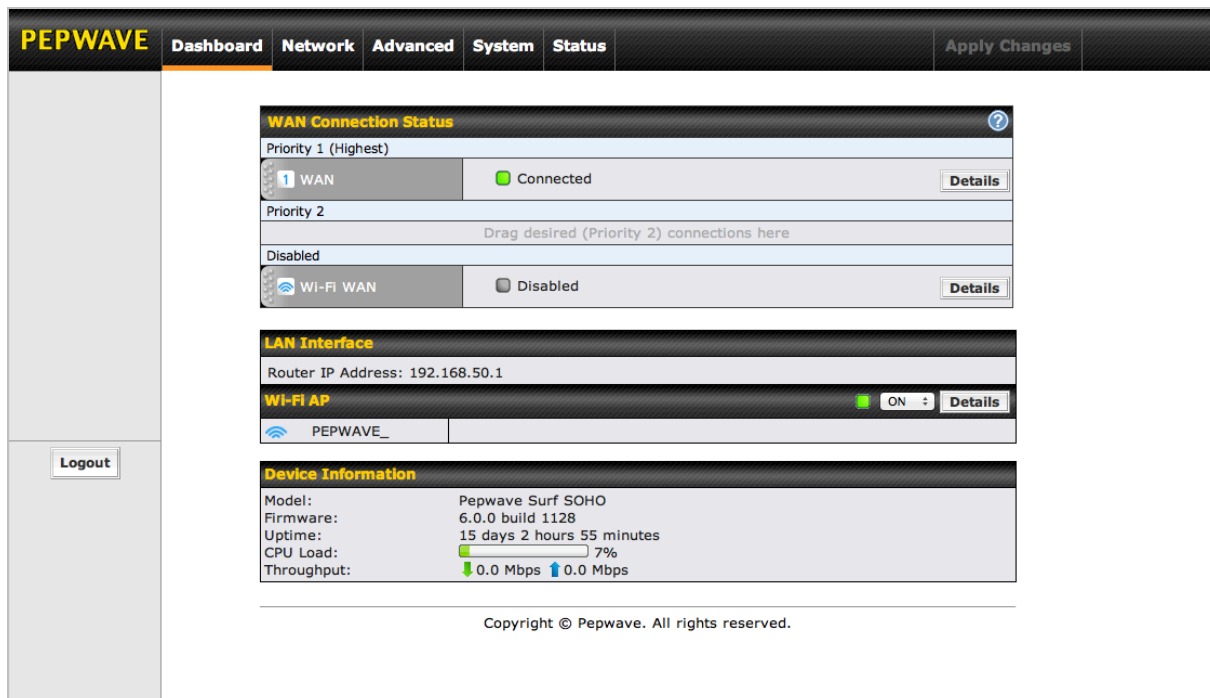 PEPWAVE Dashboard Network Advanced System Status Apply Changes
WAN Connection Status ?
Priority 1 (Highest)
1 WAN Connected Details
Priority 2
Drag desired (Priority 2) connections here
Disabled
Wi-Fi WAN Disabled Details
LAN Interface
Router IP Address: 192.168.50.1
Wi-Fi AP ON Details
PEPWAVE_
Logout
Device Information
Model: Pepwave Surf SOHO
Firmware: 6.0.0 build 1128
Uptime: 15 days 2 hours 55 minutes
CPU Load: 7%
Throughput: 0.0 Mbps 0.0 Mbps
Copyright © Pepwave. All rights reserved.